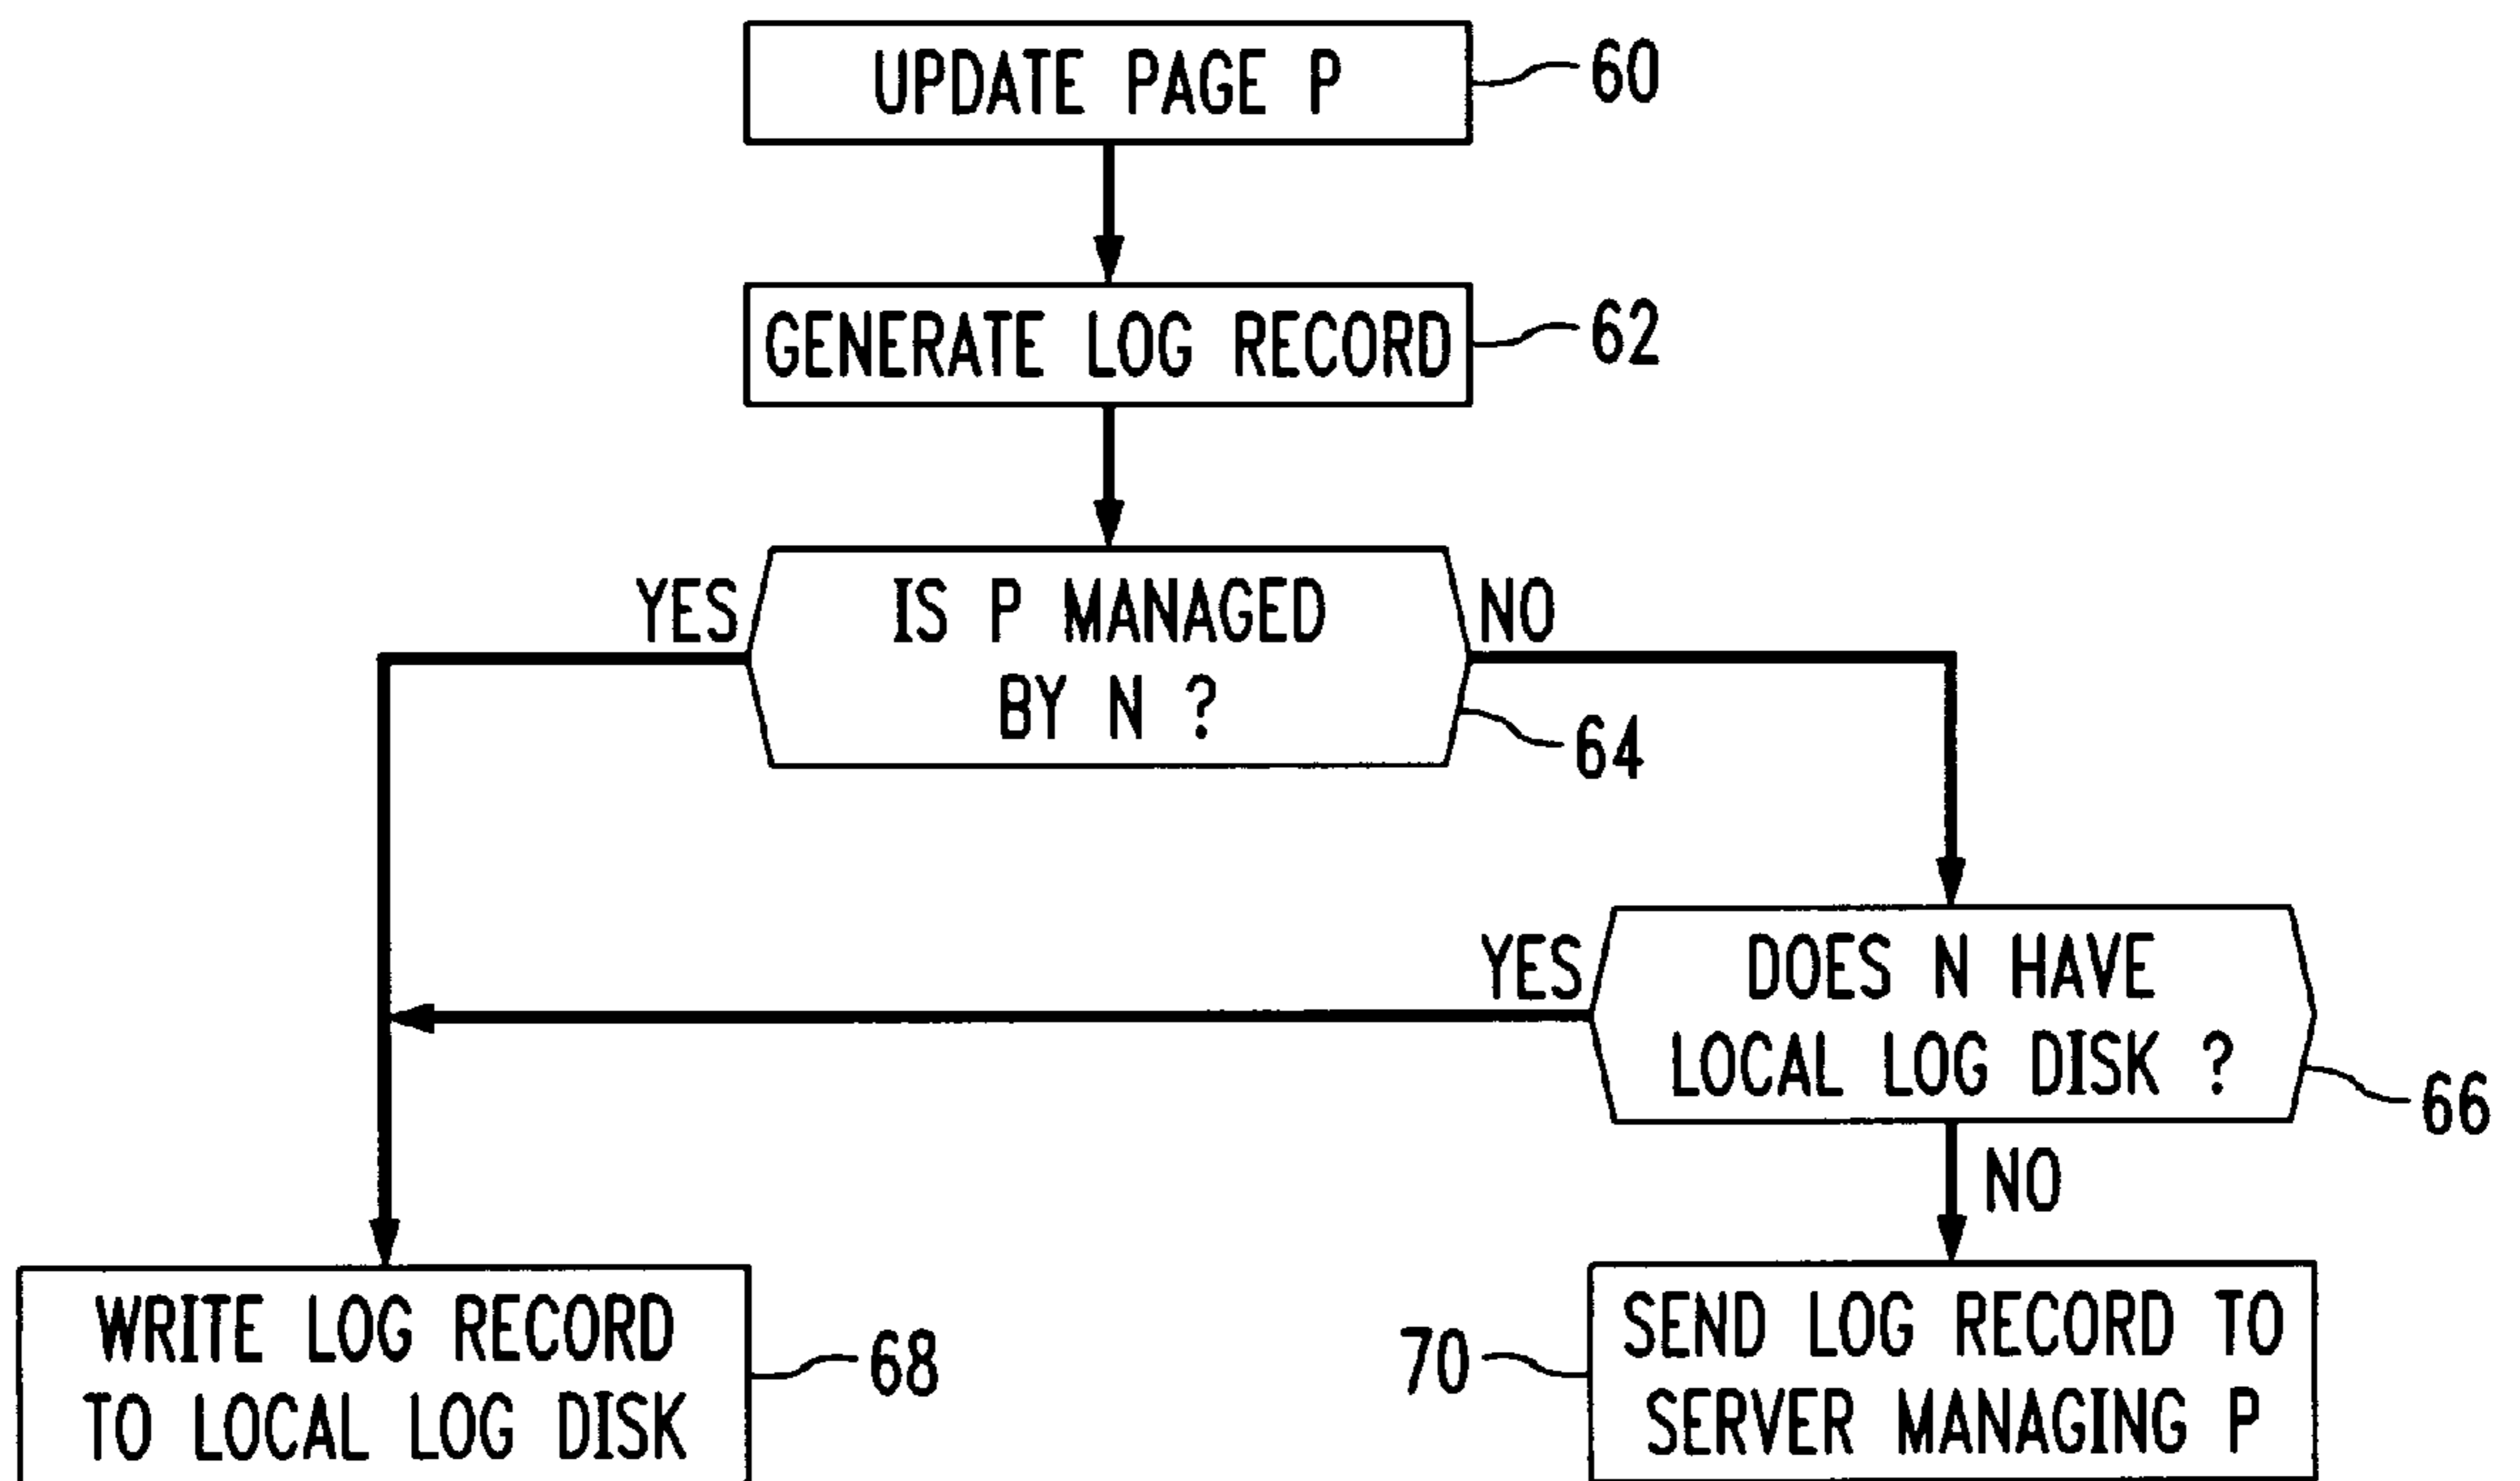 UPDATE PAGE P
60
GENERATE LOG RECORD
62
YES
IS P MANAGED
BY N ?
NO
64
YES
DOES N HAVE
LOCAL LOG DISK ?
66
NO
WRITE LOG RECORD
TO LOCAL LOG DISK
68
70
SEND LOG RECORD TO
SERVER MANAGING P